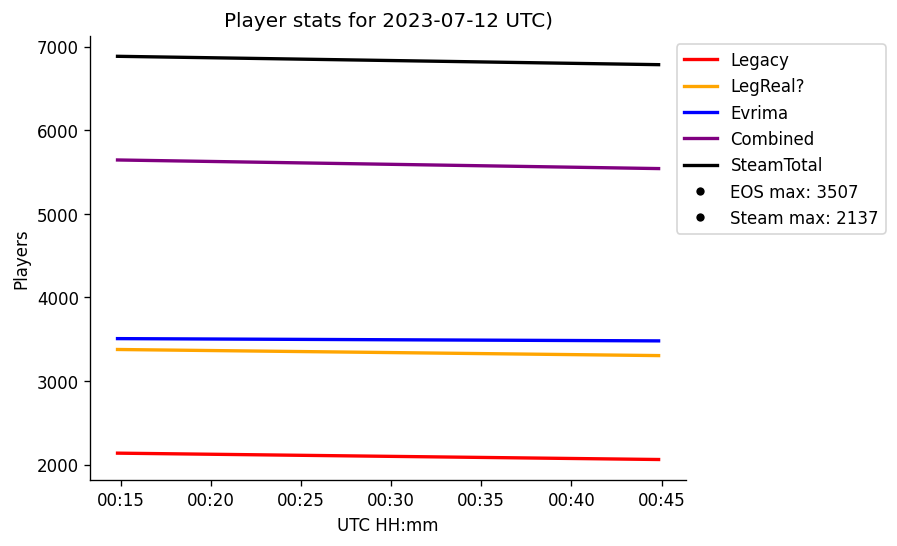 Player stats for 2023-07-12 UTC)
7000
6000
5000
4000
3000
2000
Players
00:15 00:20 00:25 00:30 00:35 00:40 00:45
UTC HH:mm
Legacy
LegReal?
Evrima
Combined
SteamTotal
EOS max: 3507
Steam max: 2137